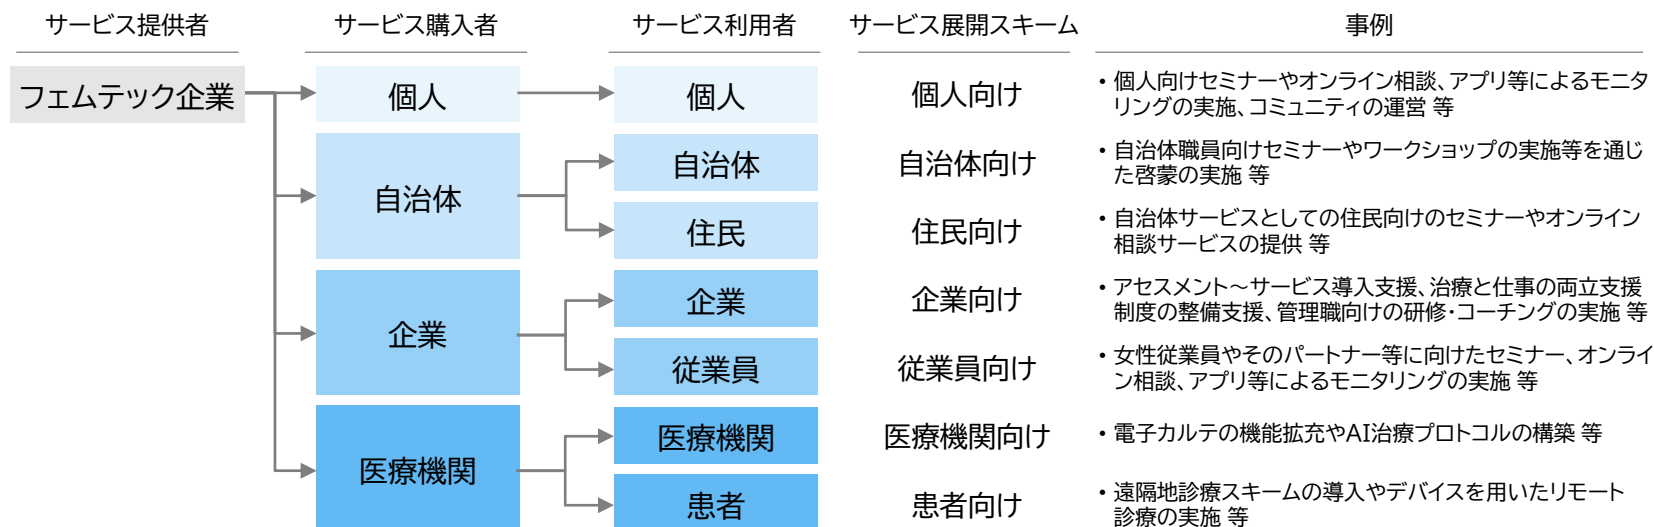 サービス提供者
サービス購入者
サービス利用者
サービス展開スキーム
事例
フェムテック企業
個人
個人
個人向け
・個人向けセミナーやオンライン相談、アプリ等によるモニタ
リングの実施、コミュニティの運営 等
自治体
自治体
自治体向け
・自治体職員向けセミナーやワークショップの実施等を通じ
た啓蒙の実施 等
住民
住民向け
・自治体サービスとしての住民向けのセミナーやオンライン
相談サービスの提供 等
企業
企業
企業向け
・アセスメント～サービス導入支援、治療と仕事の両立支援
制度の整備支援、管理職向けの研修・コーチングの実施 等
従業員
従業員向け
・女性従業員やそのパートナー等に向けたセミナー、オンライ
ン相談、アプリ等によるモニタリングの実施 等
医療機関
医療機関
医療機関向け
・電子カルテの機能拡充やAI治療プロトコルの構築 等
患者
患者向け
・遠隔地診療スキームの導入やデバイスを用いたリモート
診療の実施 等